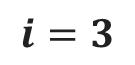 i = 3